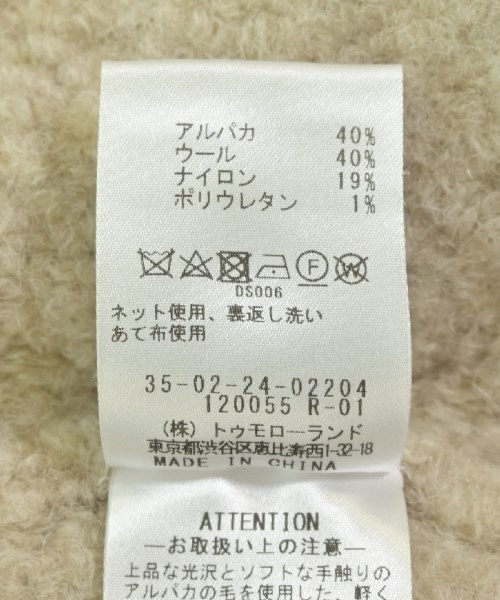 アルパカ 40%
ウール 40%
ナイロン 19%
ポリウレタン 1%
F W
DS006
ネット使用、裏返し洗い
あて布使用
35-02-24-02204
120055 R-01
(株) トゥモローランド
東京都渋谷区恵比寿西1-32-18
MADE IN CHINA
ATTENTION
―お取扱い上の注意―
上品な光沢とソフトな手触りの
アルパカの毛を使用した、軽く